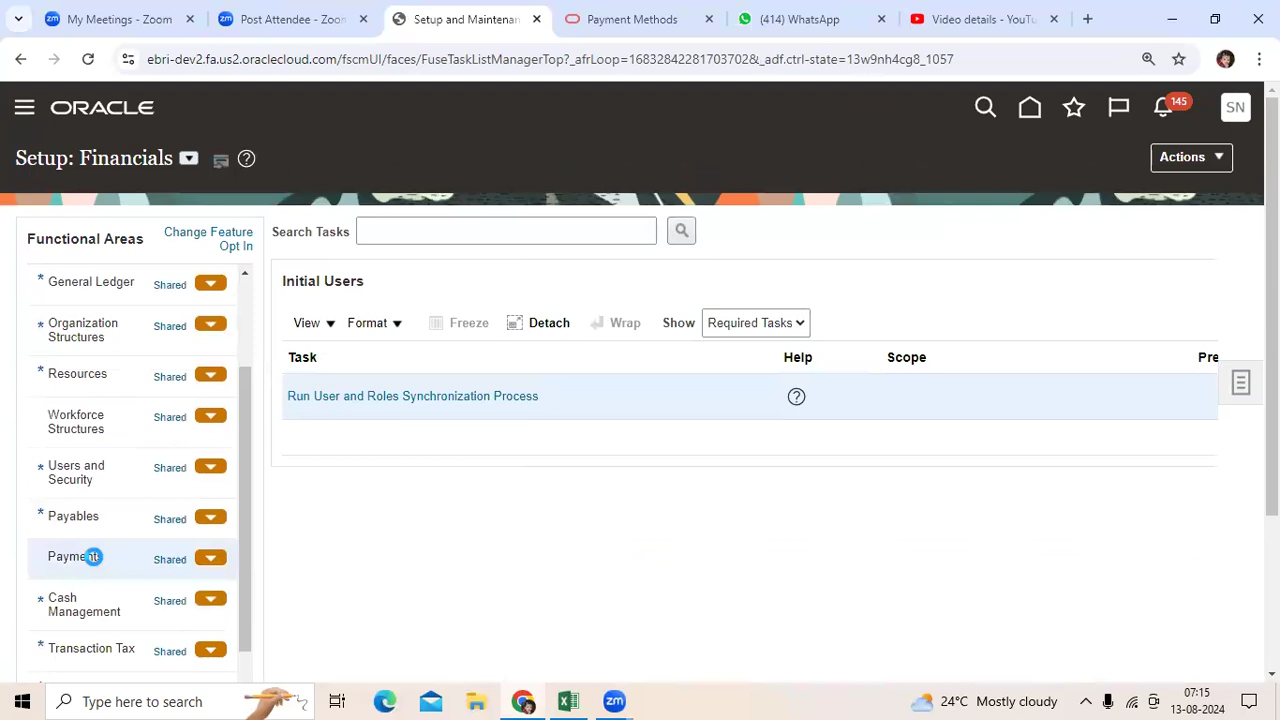 My Meetings - Zoom
Post Attendee - Zoom
Setup and Maintenan
Payment Methods
(414) WhatsApp
Video details - YouTu
ebri-dev2.fa.us2.oraclecloud.com/fscmUI/faces/FuseTaskListManagerTop?_afrLoop=16832842281703702&_adf.ctrl-state=13w9nh4cg8_1057
ORACLE
145
SN
Setup: Financials
Actions
Functional Areas
Change Feature
Opt In
Search Tasks
* General Ledger Shared
* Organization
Structures
Shared
* Resources Shared
Workforce
Structures
Shared
* Users and
Security
Shared
* Payables Shared
Payment Shared
* Cash
Management
Shared
* Transaction Tax Shared
Initial Users
View Format Freeze Detach Wrap Show Required Tasks
Task Help Scope Pre
Run User and Roles Synchronization Process
Type here to search
24°C Mostly cloudy
07:15
13-08-2024